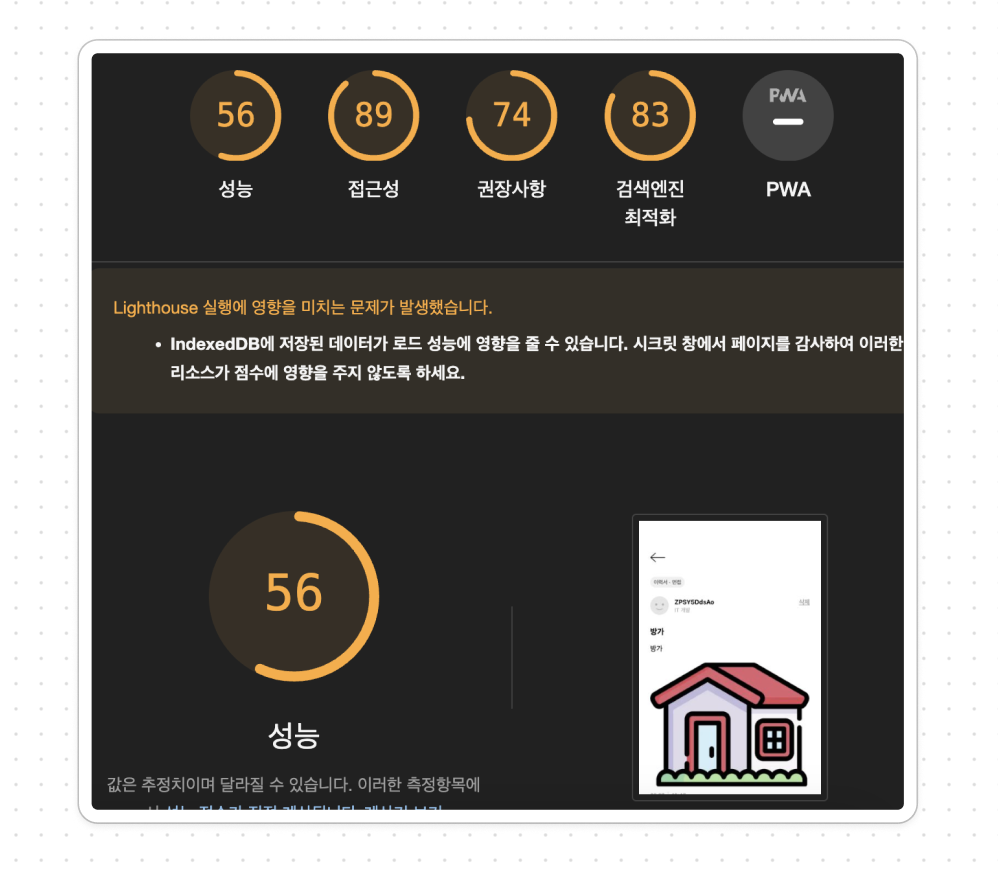 56
89
74
83
PWA
성능
접근성
권장사항
검색엔진
최적화
PWA
Lighthouse 실행에 영향을 미치는 문제가 발생했습니다.
• IndexedDB에 저장된 데이터가 로드 성능에 영향을 줄 수 있습니다. 시크릿 창에서 페이지를 감사하여 이러한
리소스가 점수에 영향을 주지 않도록 하세요.
56
성능
값은 추정치이며 달라질 수 있습니다. 이러한 측정항목에
ZPSY5DdsAo
삭제
IT 개발
방가
방가